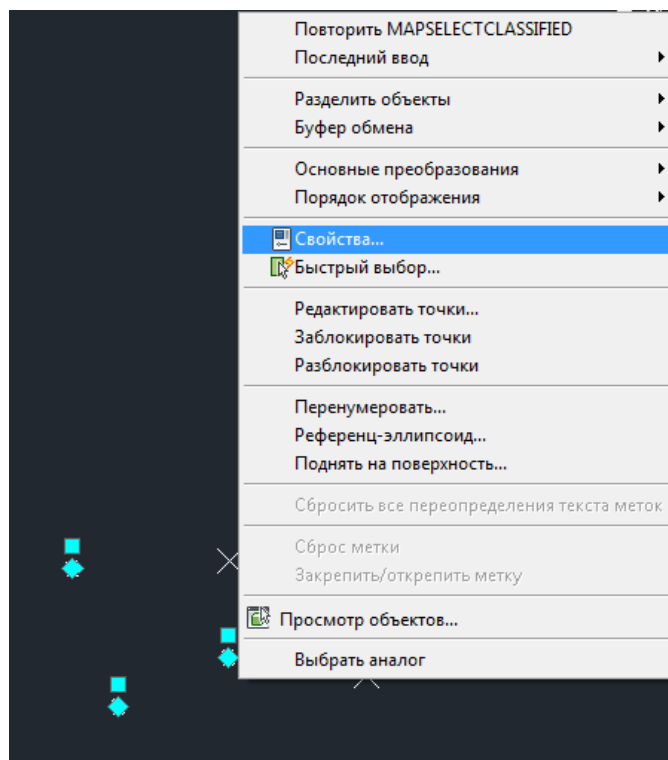 Повторить MAPSELECTCLASSIFIED
Последний ввод
Разделить объекты
Буфер обмена
Основные преобразования
Порядок отображения
Свойства...
Быстрый выбор...
Редактировать точки...
Заблокировать точки
Разблокировать точки
Перенумеровать...
Референц-эллипсоид...
Поднять на поверхность...
Сбросить все переопределения текста меток
Сброс метки
Закрепить/открепить метку
Просмотр объектов...
Выбрать аналог